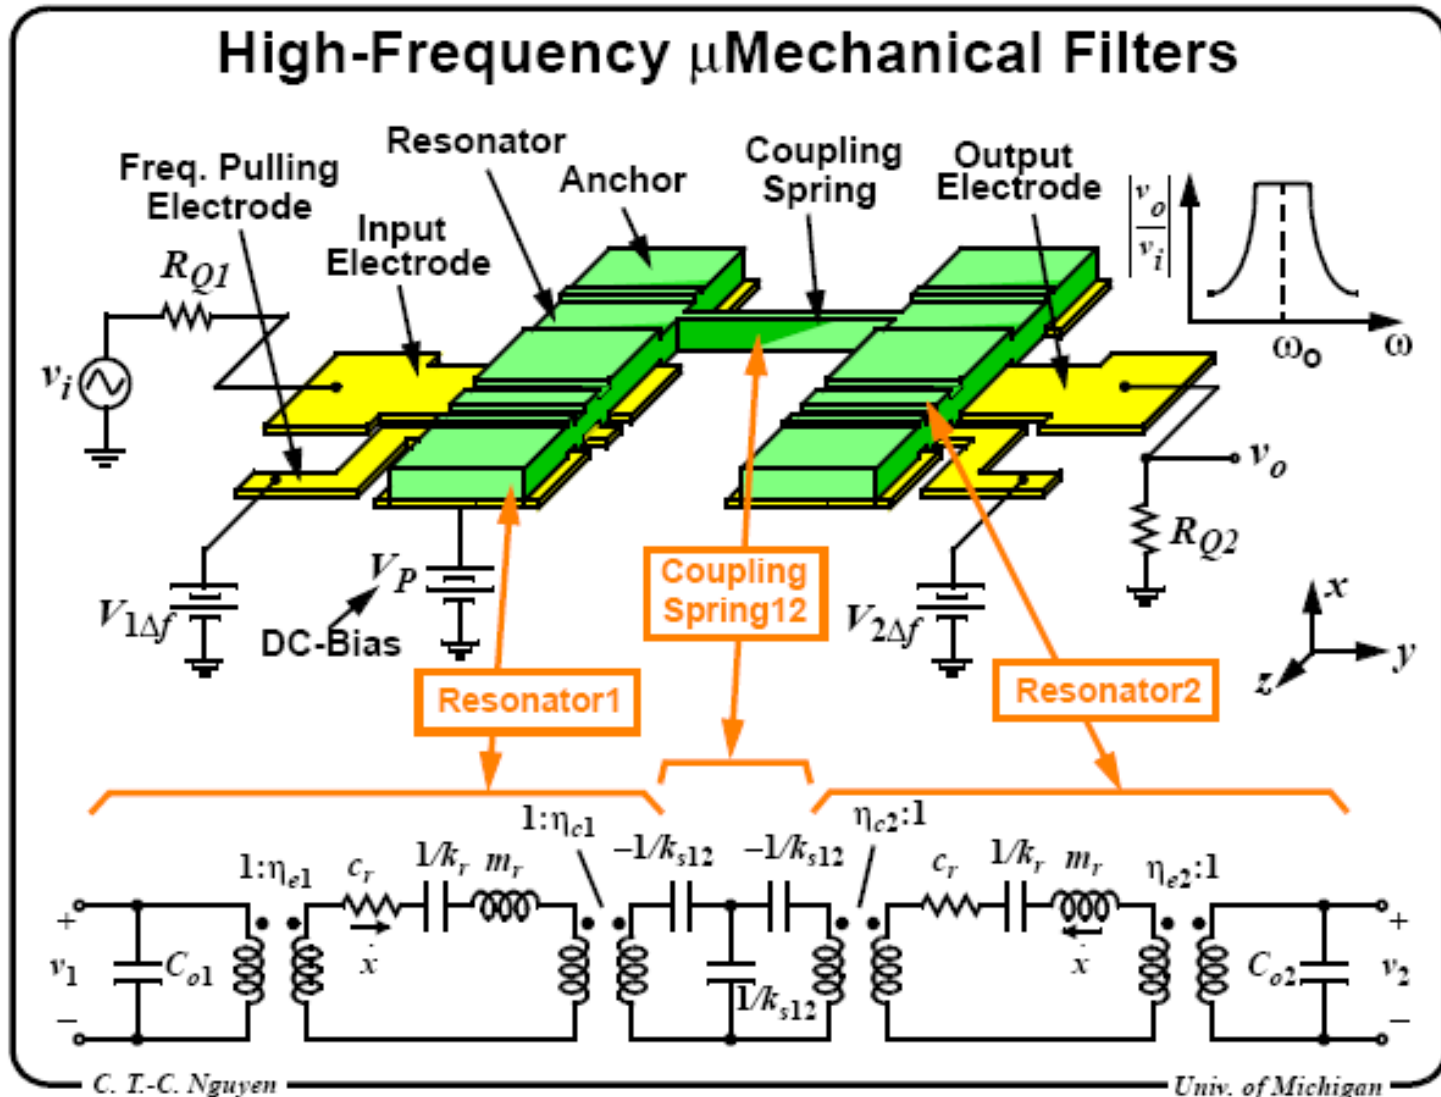 High-Frequency μMechanical Filters
Resonator
Anchor
Coupling
Spring
Output
Electrode
Freq. Pulling
Electrode
Input
Electrode
R_Q1
v_i
|v_o/v_i|
ω_o
ω
v_o
R_Q2
V_1Δf
V_P
DC-Bias
Coupling
Spring12
V_2Δf
x
y
z
Resonator1
Resonator2
1:η_c1
η_c2:1
1:η_e1
c_r
1/k_r
m_r
–1/k_s12
–1/k_s12
c_r
1/k_r
m_r
η_e2:1
+
v_1
–
C_o1
ẋ
1/k_s12
ẋ
C_o2
+
v_2
–
C. T.-C. Nguyen
Univ. of Michigan